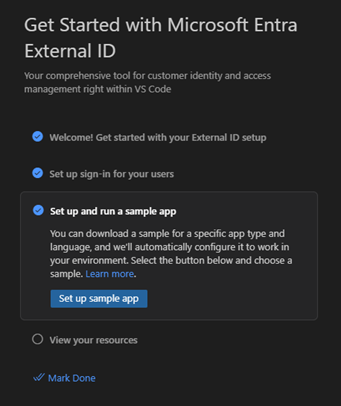 Get Started with Microsoft Entra
External ID
Your comprehensive tool for customer identity and access
management right within VS Code
Welcome! Get started with your External ID setup
Set up sign-in for your users
Set up and run a sample app
You can download a sample for a specific app type and
language, and we'll automatically configure it to work in
your environment. Select the button below and choose a
sample. Learn more.
Set up sample app
View your resources
Mark Done